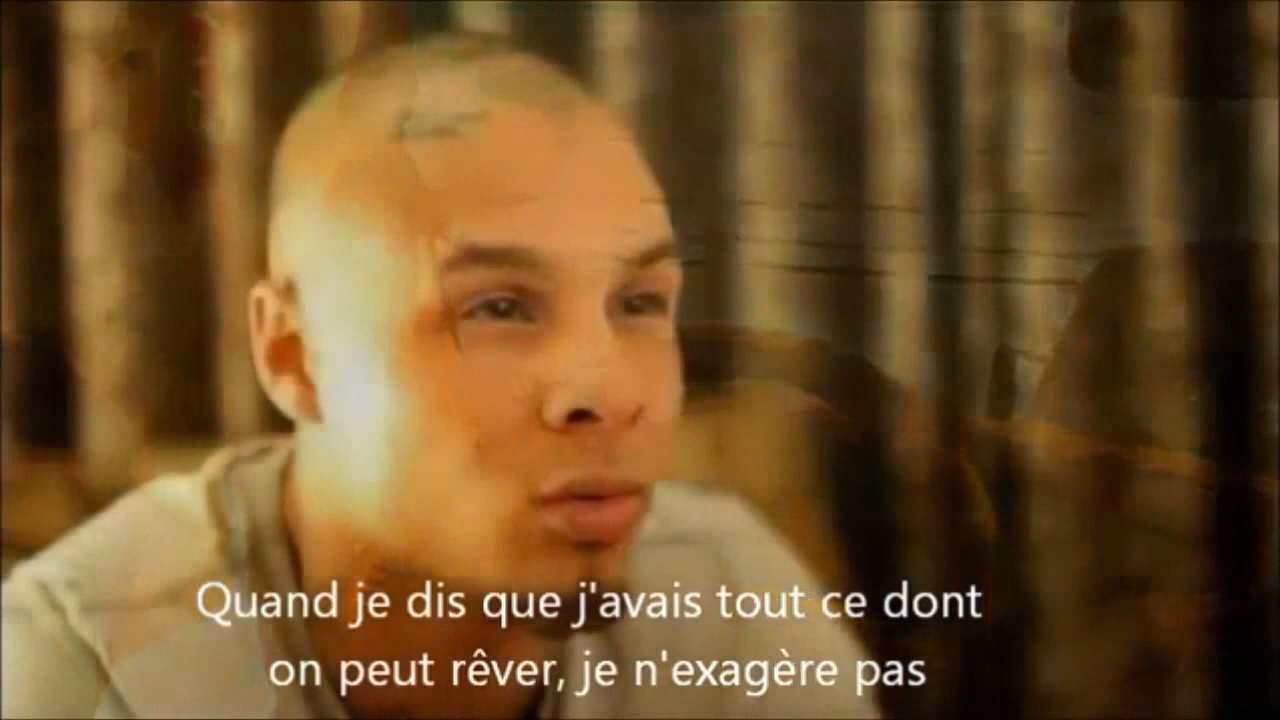 Quand je dis que j'avais tout ce dont
on peut rêver, je n'exagère pas